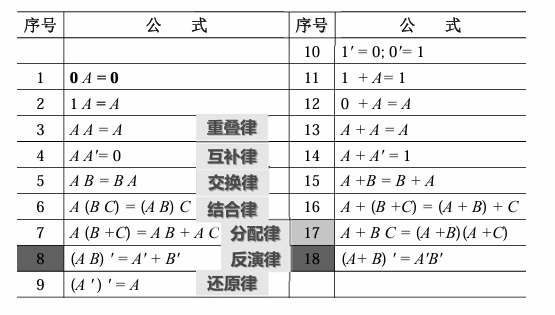 序号 公 式 序号 公 式
10 1′ = 0; 0′= 1
1 0 A = 0 11 1 + A= 1
2 1 A = A 12 0 + A = A
3 A A = A 重叠律 13 A + A = A
4 A A′= 0 互补律 14 A + A′ = 1
5 A B = B A 交换律 15 A +B = B + A
6 A (B C) = (A B) C 结合律 16 A + (B +C) = (A + B) + C
7 A (B +C) = A B + A C 分配律 17 A + B C = (A +B)(A +C)
8 (A B) ′ = A′ + B′ 反演律 18 (A+ B) ′ = A′B′
9 (A ′ ) ′ = A 还原律